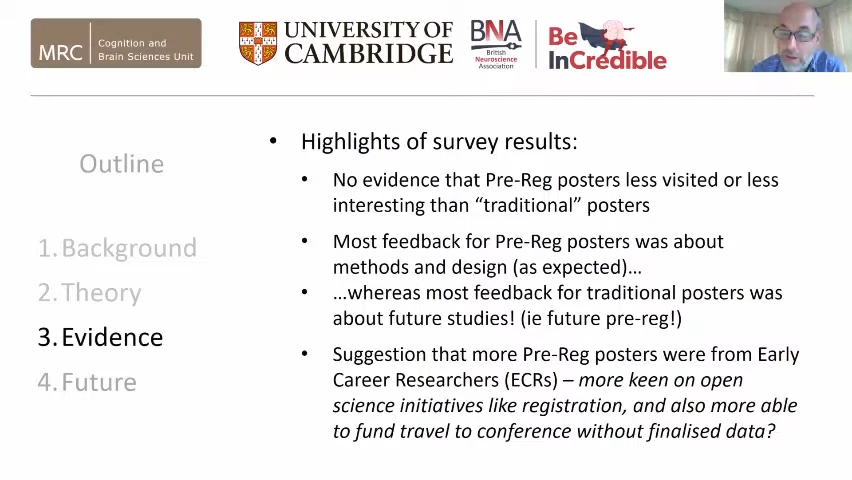 MRC Cognition and
Brain Sciences Unit
UNIVERSITY OF
CAMBRIDGE
BNA
British
Neuroscience
Association
Be
InCredible
Outline
1. Background
2. Theory
3. Evidence
4. Future
• Highlights of survey results:
• No evidence that Pre-Reg posters less visited or less
interesting than “traditional” posters
• Most feedback for Pre-Reg posters was about
methods and design (as expected)…
• …whereas most feedback for traditional posters was
about future studies! (ie future pre-reg!)
• Suggestion that more Pre-Reg posters were from Early
Career Researchers (ECRs) – more keen on open
science initiatives like registration, and also more able
to fund travel to conference without finalised data?